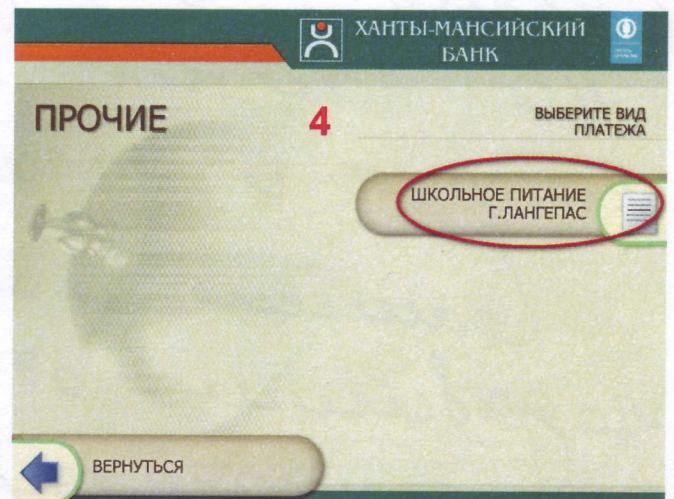 ХАНТЫ-МАНСИЙСКИЙ
БАНК
ПРОЧИЕ
4
ВЫБЕРИТЕ ВИД
ПЛАТЕЖА
ШКОЛЬНОЕ ПИТАНИЕ
Г.ЛАНГЕПАС
ВЕРНУТЬСЯ